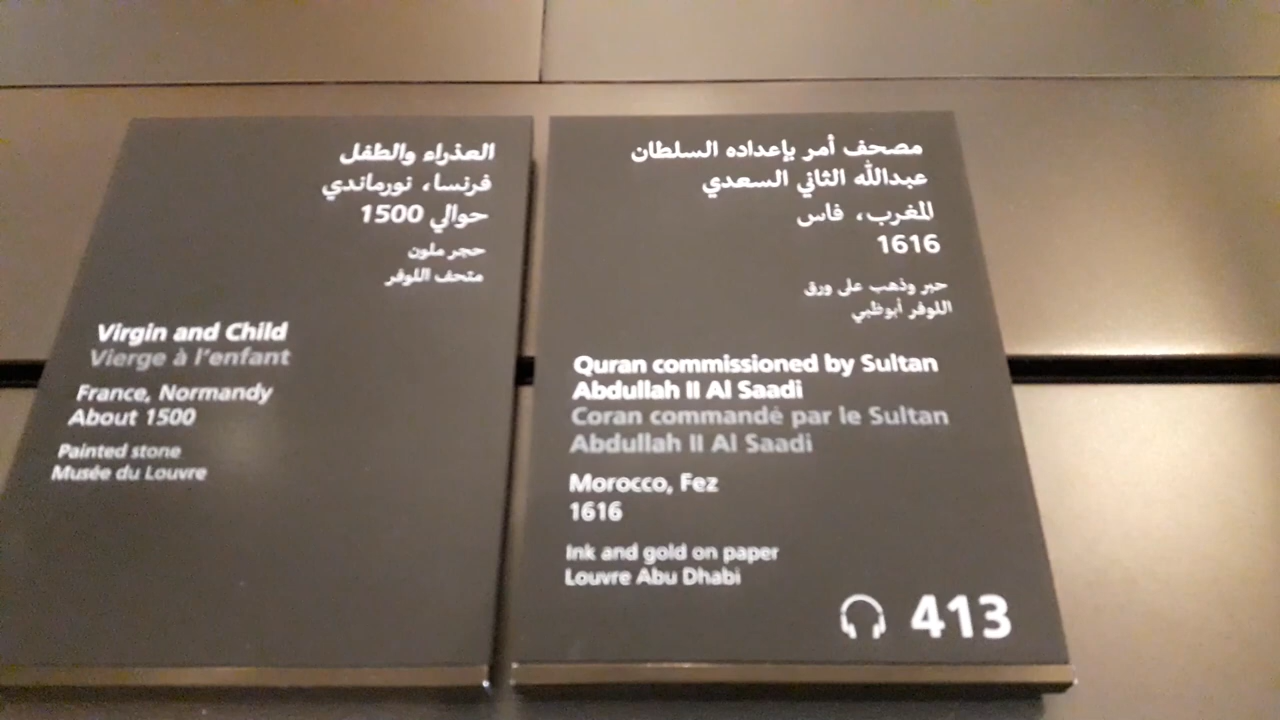 العذراء والطفل
فرنسا، نورماندي
حوالي 1500
حجر ملون
متحف اللوفر
Virgin and Child
Vierge à l'enfant
France, Normandy
About 1500
Painted stone
Musée du Louvre
مصحف أمر بإعداده السلطان
عبدالله الثاني السعدي
المغرب، فاس
1616
حبر وذهب على ورق
اللوفر أبوظبي
Quran commissioned by Sultan
Abdullah II Al Saadi
Coran commandé par le Sultan
Abdullah II Al Saadi
Morocco, Fez
1616
Ink and gold on paper
Louvre Abu Dhabi
413